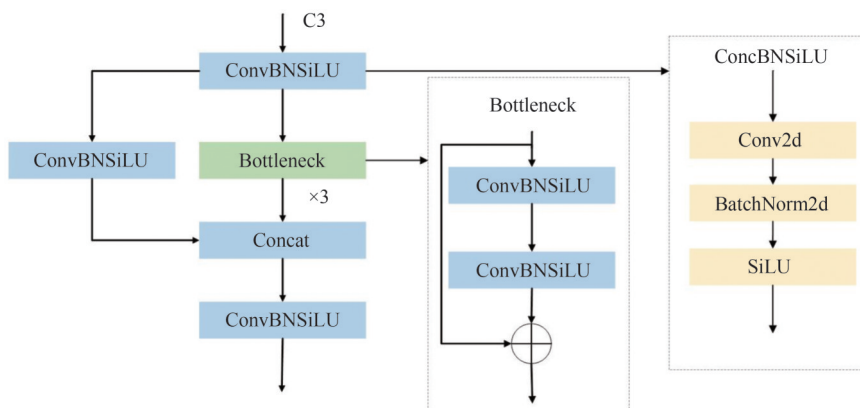 C3
ConvBNSiLU
ConvBNSiLU
Bottleneck
×3
Concat
ConvBNSiLU
Bottleneck
ConvBNSiLU
ConvBNSiLU
ConcBNSiLU
Conv2d
BatchNorm2d
SiLU